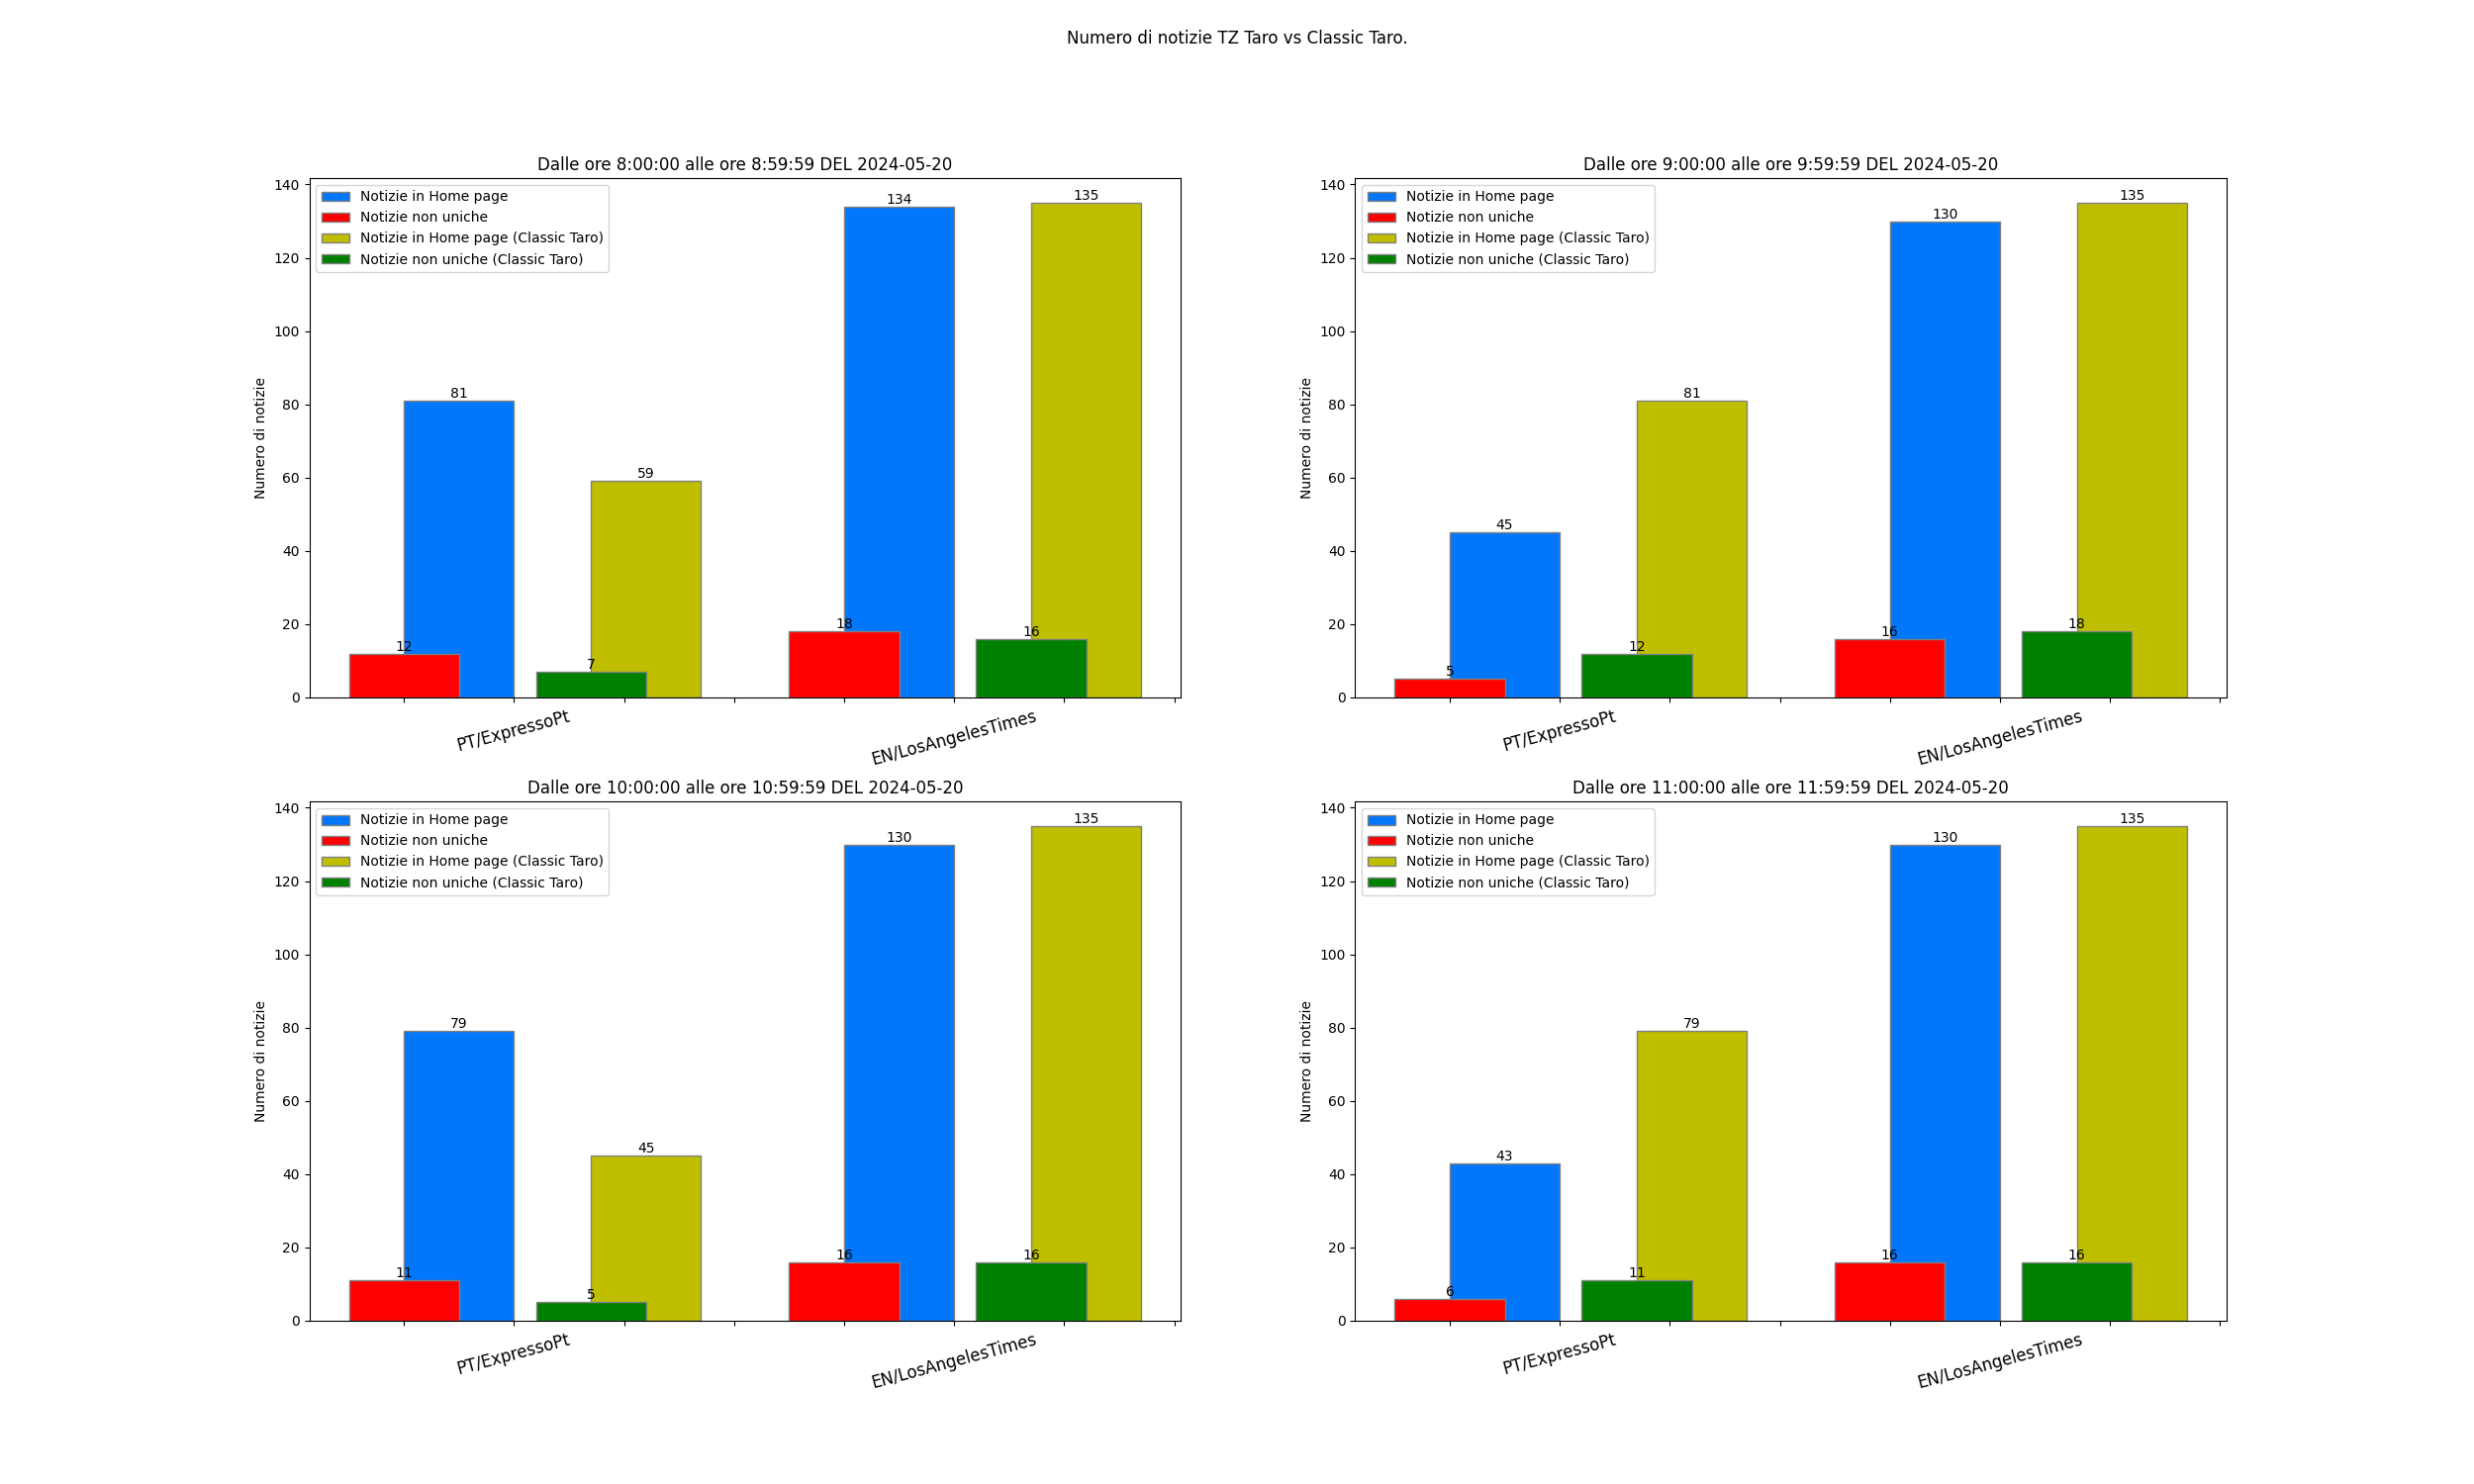 Numero di notizie TZ Taro vs Classic Taro.
Dalle ore 8:00:00 alle ore 8:59:59 DEL 2024-05-20
Notizie in Home page
Notizie non uniche
Notizie in Home page (Classic Taro)
Notizie non uniche (Classic Taro)
Numero di notizie
140
120
100
80
60
40
20
0
12
81
7
59
18
134
16
135
PT/ExpressoPt
EN/LosAngelesTimes
Dalle ore 9:00:00 alle ore 9:59:59 DEL 2024-05-20
Notizie in Home page
Notizie non uniche
Notizie in Home page (Classic Taro)
Notizie non uniche (Classic Taro)
Numero di notizie
140
120
100
80
60
40
20
0
5
45
12
81
16
130
18
135
PT/ExpressoPt
EN/LosAngelesTimes
Dalle ore 10:00:00 alle ore 10:59:59 DEL 2024-05-20
Notizie in Home page
Notizie non uniche
Notizie in Home page (Classic Taro)
Notizie non uniche (Classic Taro)
Numero di notizie
140
120
100
80
60
40
20
0
11
79
5
45
16
130
16
135
PT/ExpressoPt
EN/LosAngelesTimes
Dalle ore 11:00:00 alle ore 11:59:59 DEL 2024-05-20
Notizie in Home page
Notizie non uniche
Notizie in Home page (Classic Taro)
Notizie non uniche (Classic Taro)
Numero di notizie
140
120
100
80
60
40
20
0
6
43
11
79
16
130
16
135
PT/ExpressoPt
EN/LosAngelesTimes